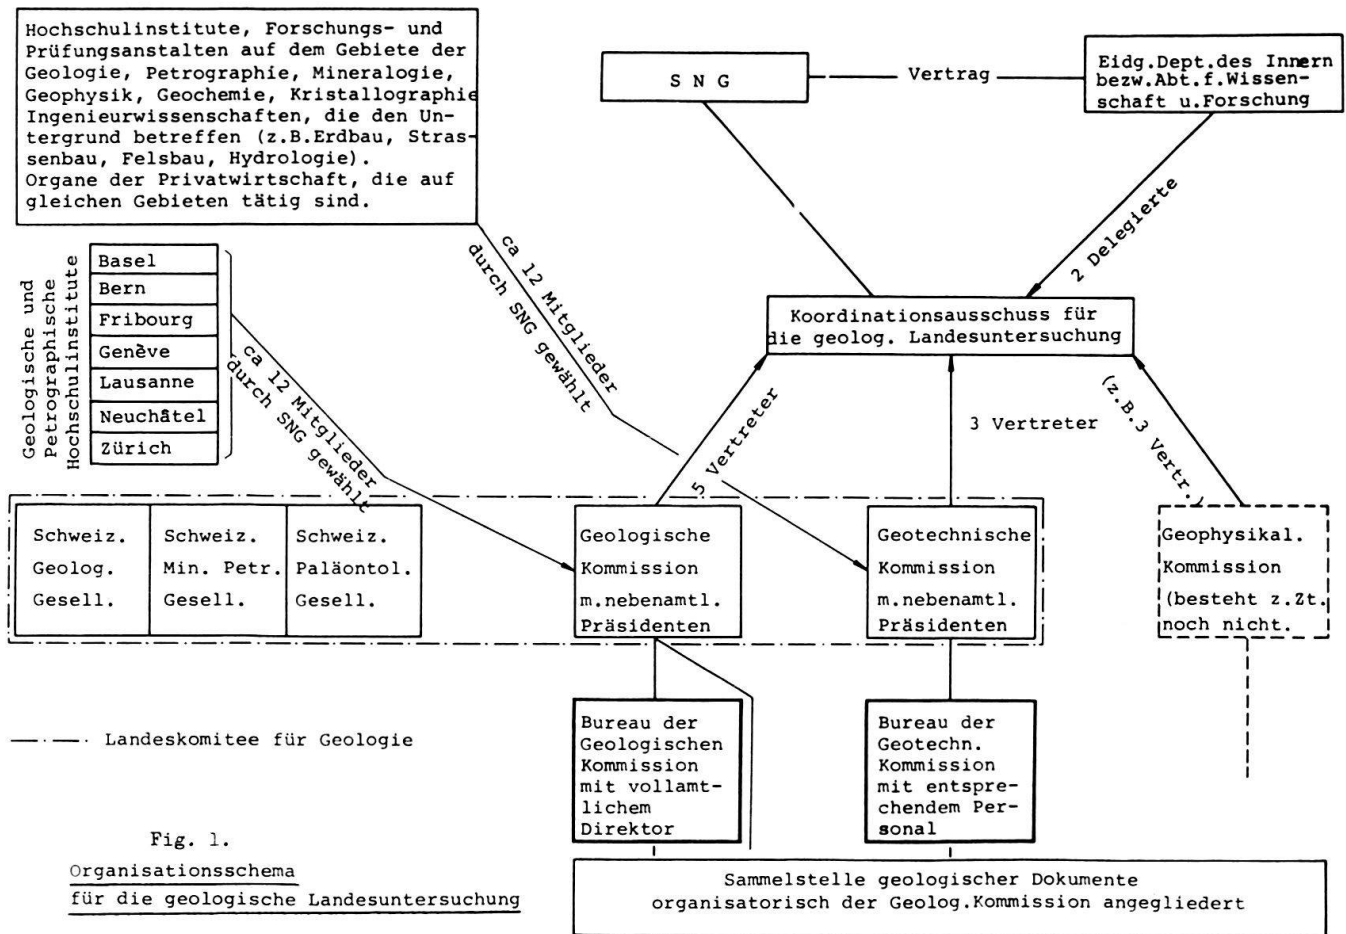 Hochschulinstitute, Forschungs- und
Prüfungsanstalten auf dem Gebiete der
Geologie, Petrographie, Mineralogie,
Geophysik, Geochemie, Kristallographie
Ingenieurwissenschaften, die den Un-
tergrund betreffen (z.B.Erdbau, Stras-
senbau, Felsbau, Hydrologie).
Organe der Privatwirtschaft, die auf
gleichen Gebieten tätig sind.
S N G
Vertrag
Eidg.Dept.des Innern
bezw.Abt.f.Wissen-
schaft u.Forschung
2 Delegierte
ca 12 Mitglieder
durch SNG gewählt
Geologische und
Petrographische
Hochschulinstitute
Basel
Bern
Fribourg
Genève
Lausanne
Neuchâtel
Zürich
ca 12 Mitglieder
durch SNG gewählt
Koordinationsausschuss für
die geolog. Landesuntersuchung
5 Vertreter
3 Vertreter
(z.B.3 Vertr.)
Schweiz.
Geolog.
Gesell.
Schweiz.
Min. Petr.
Gesell.
Schweiz.
Paläontol.
Gesell.
Geologische
Kommission
m.nebenamtl.
Präsidenten
Geotechnische
Kommission
m.nebenamtl.
Präsidenten
Geophysikal.
Kommission
(besteht z.Zt.
noch nicht.
Landeskomitee für Geologie
Bureau der
Geologischen
Kommission
mit vollamt-
lichem
Direktor
Bureau der
Geotechn.
Kommission
mit entspre-
chendem Per-
sonal
Sammelstelle geologischer Dokumente
organisatorisch der Geolog.Kommission angegliedert
Fig. 1.
Organisationsschema
für die geologische Landesuntersuchung